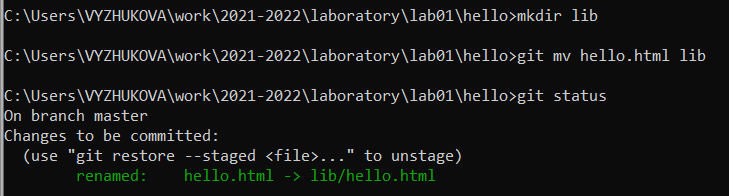 C:\Users\VYZHUKOVA\work\2021-2022\laboratory\lab01\hello>mkdir lib
C:\Users\VYZHUKOVA\work\2021-2022\laboratory\lab01\hello>git mv hello.html lib
C:\Users\VYZHUKOVA\work\2021-2022\laboratory\lab01\hello>git status
On branch master
Changes to be committed:
  (use "git restore --staged <file>..." to unstage)
        renamed:    hello.html -> lib/hello.html